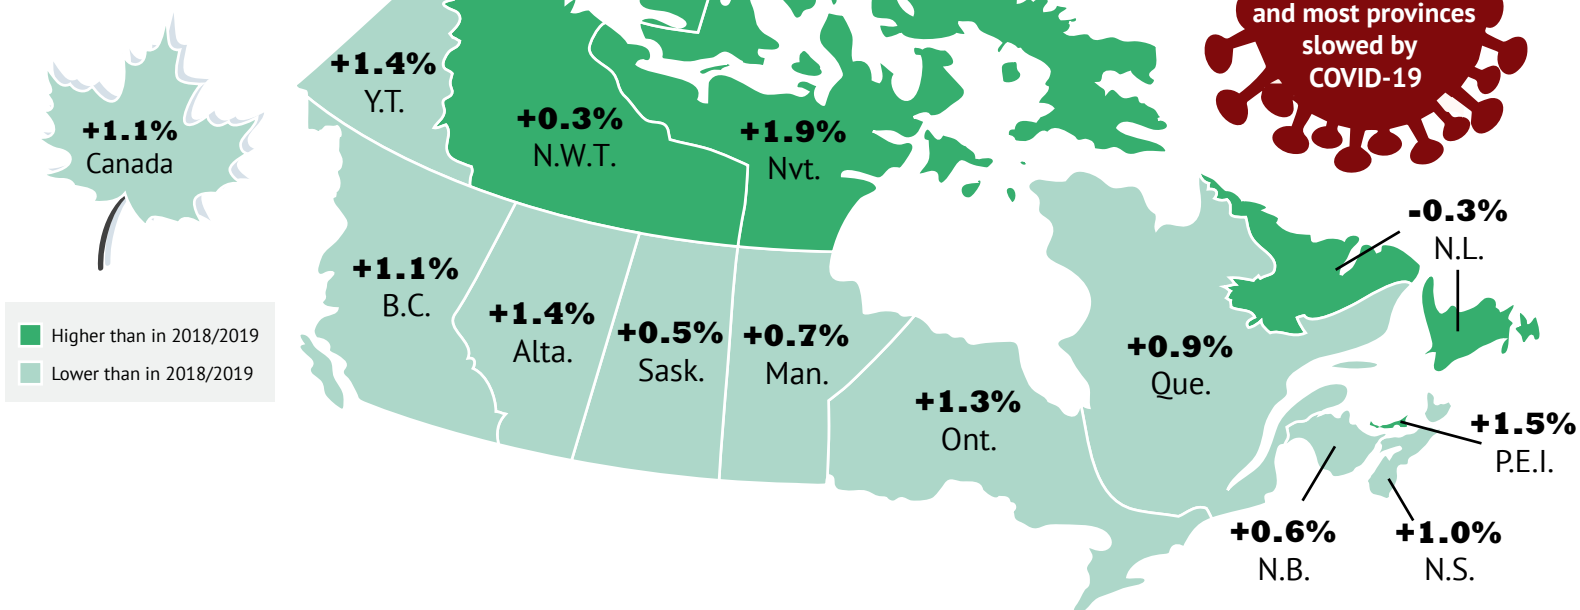 and most provinces
slowed by
COVID-19
+1.1%
Canada
+1.4%
Y.T.
+0.3%
N.W.T.
+1.9%
Nvt.
-0.3%
N.L.
+1.1%
B.C.
+1.4%
Alta.
+0.5%
Sask.
+0.7%
Man.
+1.3%
Ont.
+0.9%
Que.
+1.5%
P.E.I.
+0.6%
N.B.
+1.0%
N.S.
Higher than in 2018/2019
Lower than in 2018/2019